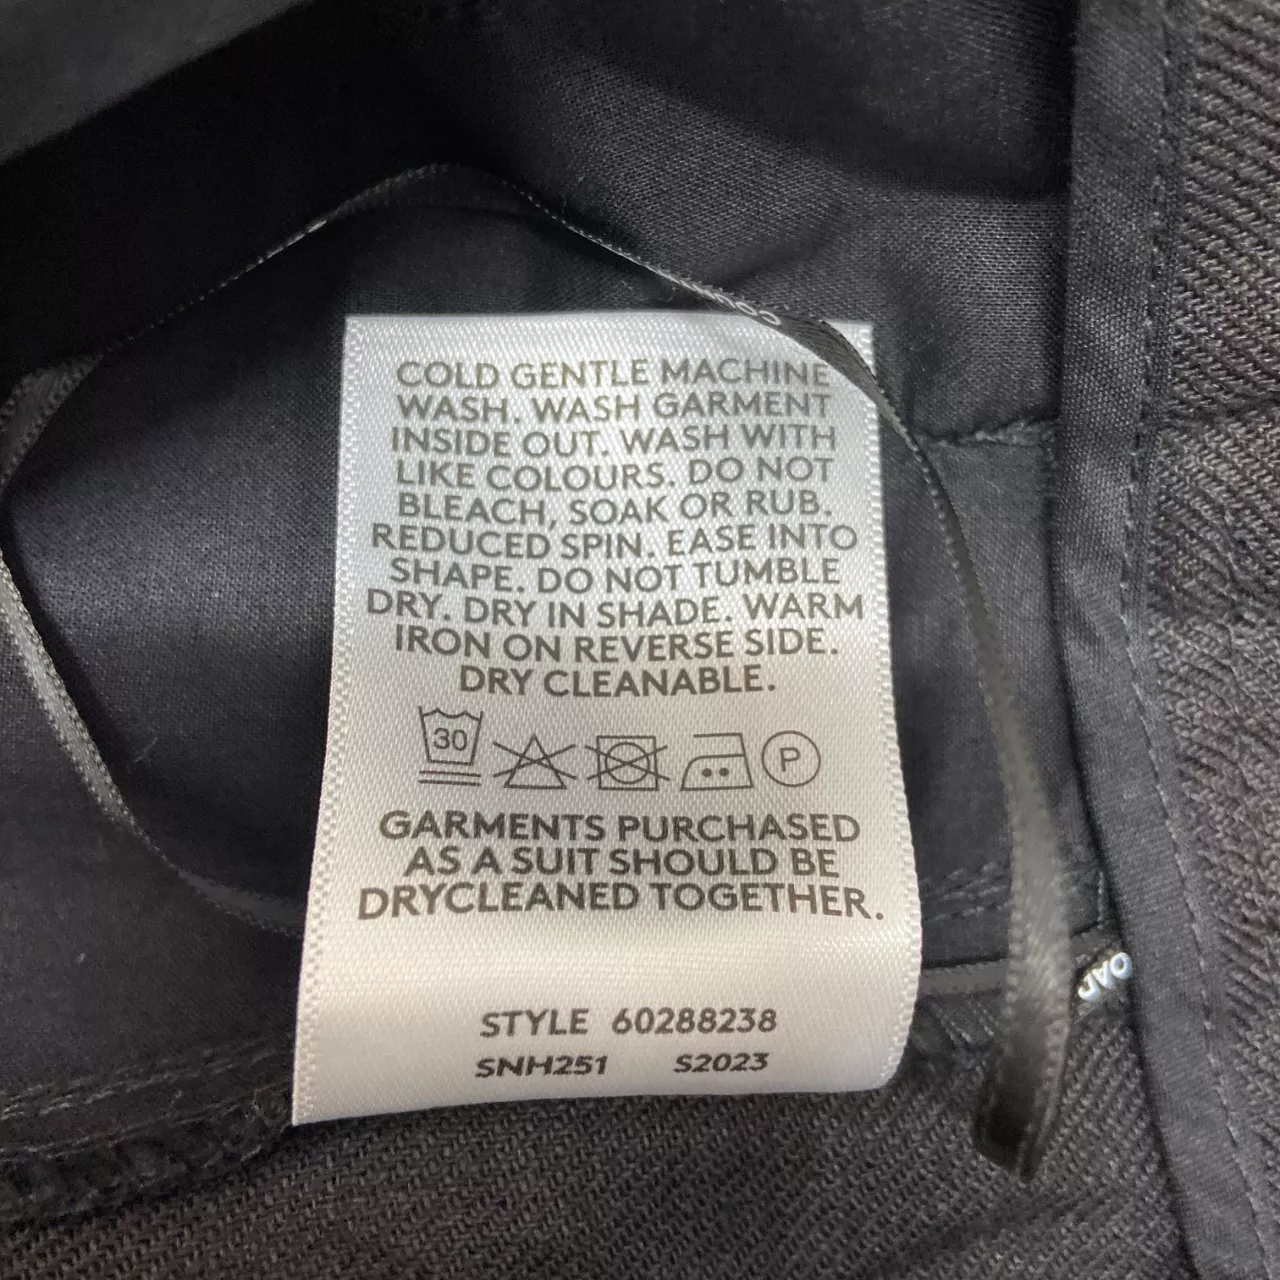 COLD GENTLE MACHINE
WASH. WASH GARMENT
INSIDE OUT. WASH WITH
LIKE COLOURS. DO NOT
BLEACH, SOAK OR RUB.
REDUCED SPIN. EASE INTO
SHAPE. DO NOT TUMBLE
DRY. DRY IN SHADE. WARM
IRON ON REVERSE SIDE.
DRY CLEANABLE.
30
P
GARMENTS PURCHASED
AS A SUIT SHOULD BE
DRYCLEANED TOGETHER.
STYLE 60288238
SNH251 S2023